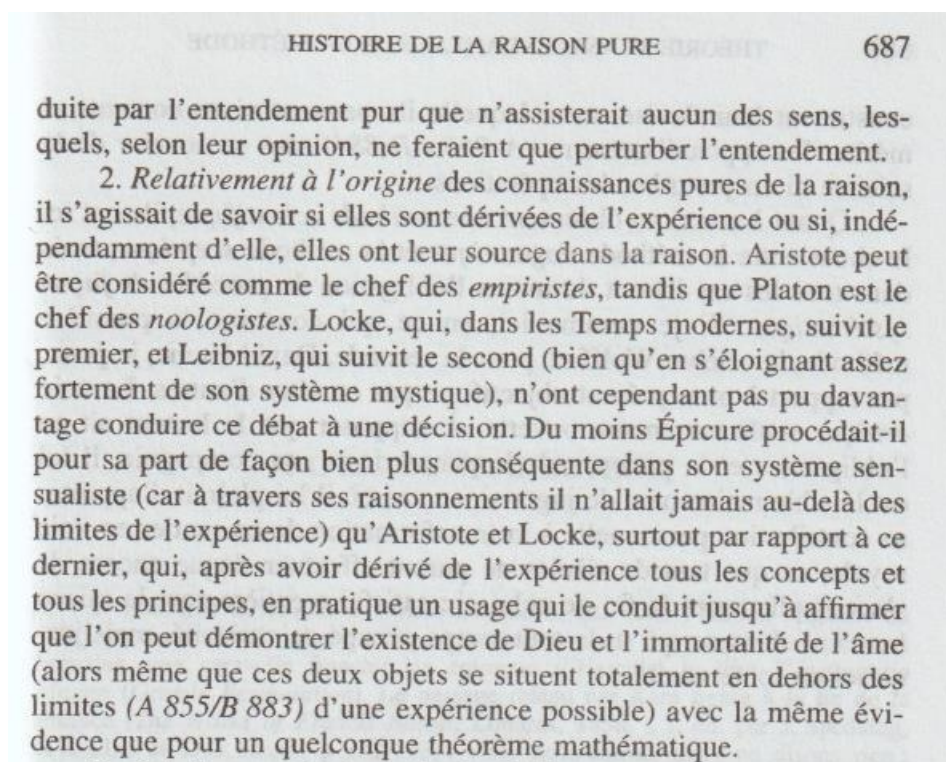 HISTOIRE DE LA RAISON PURE 687
duite par l'entendement pur que n'assisterait aucun des sens, les-
quels, selon leur opinion, ne feraient que perturber l'entendement.
2. Relativement à l'origine des connaissances pures de la raison,
il s'agissait de savoir si elles sont dérivées de l'expérience ou si, indé-
pendamment d'elle, elles ont leur source dans la raison. Aristote peut
être considéré comme le chef des empiristes, tandis que Platon est le
chef des noologistes. Locke, qui, dans les Temps modernes, suivit le
premier, et Leibniz, qui suivit le second (bien qu'en s'éloignant assez
fortement de son système mystique), n'ont cependant pas pu davan-
tage conduire ce débat à une décision. Du moins Épicure procédait-il
pour sa part de façon bien plus conséquente dans son système sen-
sualiste (car à travers ses raisonnements il n'allait jamais au-delà des
limites de l'expérience) qu'Aristote et Locke, surtout par rapport à ce
dernier, qui, après avoir dérivé de l'expérience tous les concepts et
tous les principes, en pratique un usage qui le conduit jusqu'à affirmer
que l'on peut démontrer l'existence de Dieu et l'immortalité de l'âme
(alors même que ces deux objets se situent totalement en dehors des
limites (A 855/B 883) d'une expérience possible) avec la même évi-
dence que pour un quelconque théorème mathématique.